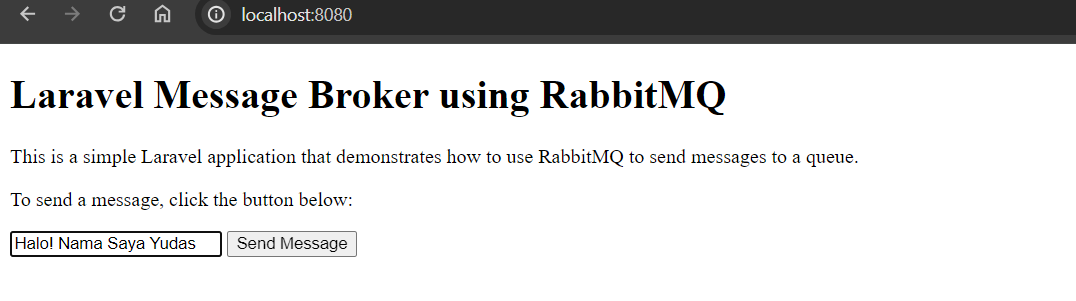 localhost:8080
Laravel Message Broker using RabbitMQ
This is a simple Laravel application that demonstrates how to use RabbitMQ to send messages to a queue.
To send a message, click the button below:
Halo! Nama Saya Yudas Send Message